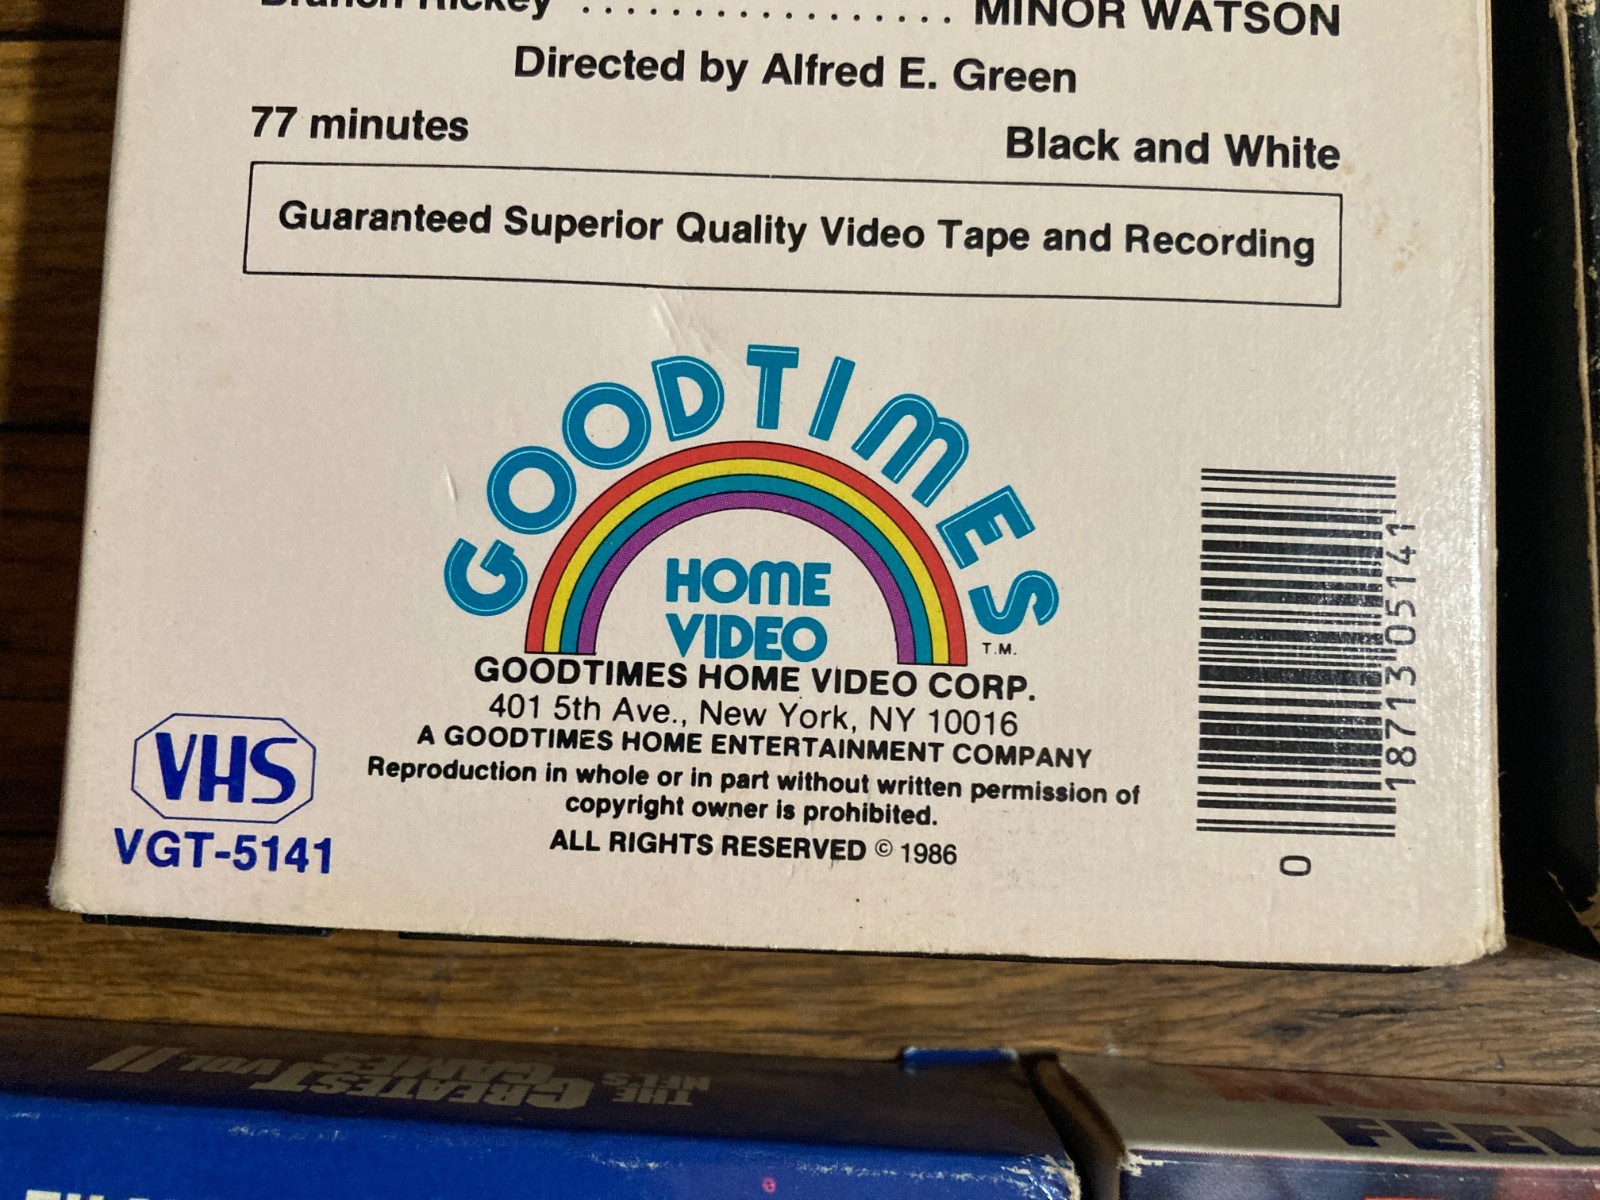 Branch Rickey ................. MINOR WATSON
Directed by Alfred E. Green
77 minutes
Black and White
Guaranteed Superior Quality Video Tape and Recording
GOODTIMES
HOME
VIDEO
T.M.
GOODTIMES HOME VIDEO CORP.
401 5th Ave., New York, NY 10016
A GOODTIMES HOME ENTERTAINMENT COMPANY
Reproduction in whole or in part without written permission of
copyright owner is prohibited.
ALL RIGHTS RESERVED © 1986
VHS
VGT-5141
0 18713 05141
THE NFL'S
GREATEST
GAMES VOL II
FEEL